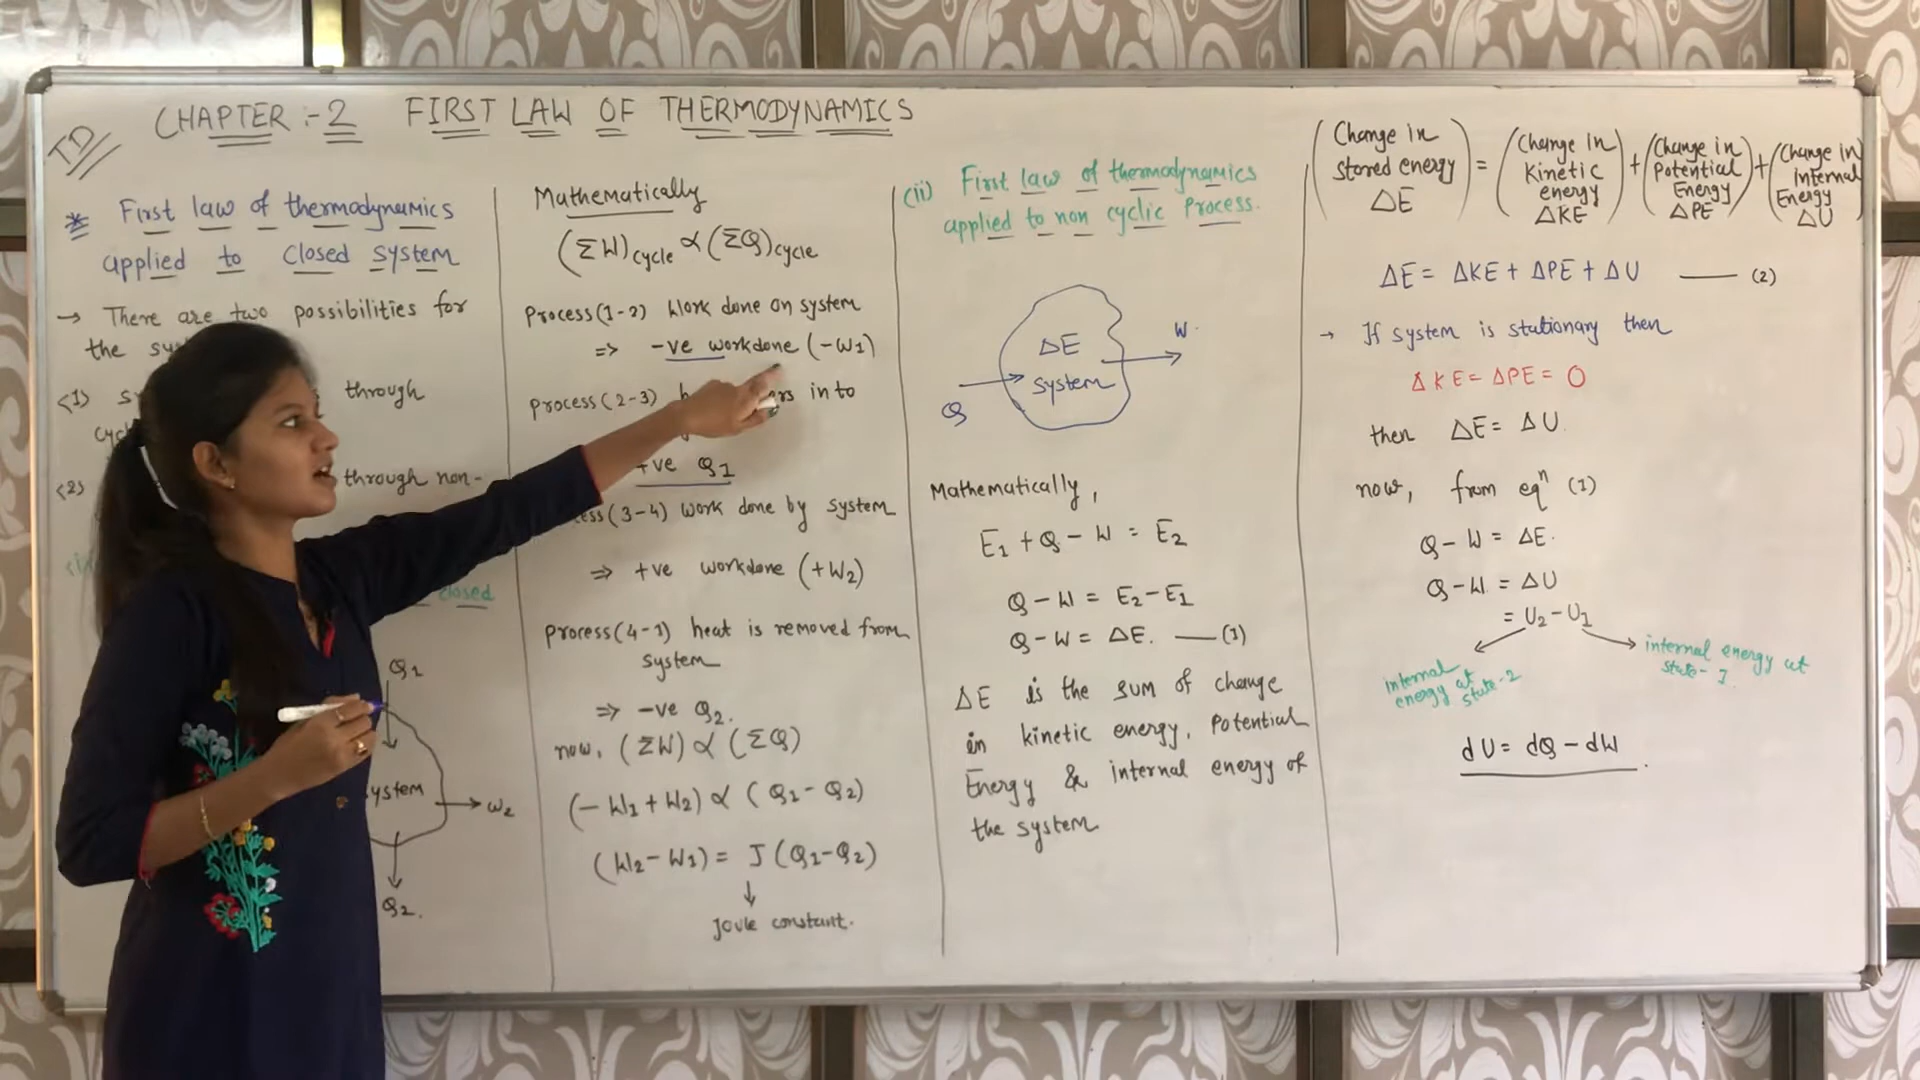 TD
CHAPTER :- 2 FIRST LAW OF THERMODYNAMICS
* First law of thermodynamics
applied to closed system
→ There are two possibilities for
the
<1> through
<2> through non-
closed
Q1
ystem
→ W2
Q2.
Mathematically
(ΣW)cycle ∝ (ΣQ)cycle
Process(1-2) Work done on system
⇒ -ve workdone (-W1)
Process(2-3) in to
+ve Q1
(3-4) work done by system
⇒ +ve workdone (+W2)
Process(4-1) heat is removed from
system
⇒ -ve Q2.
now, (ΣW) ∝ (ΣQ)
(-W1 + W2) ∝ (Q1 - Q2)
(W2 - W1) = J (Q1 - Q2)
↓
Joule constant.
(ii) First law of thermodynamics
applied to non cyclic Process.
ΔE
system
W
Q
Mathematically,
E1 + Q - W = E2
Q - W = E2 - E1
Q - W = ΔE. —— (1)
ΔE is the sum of change
in kinetic energy, Potential
Energy & internal energy of
the system
(Change in stored energy ΔE) = (Change in Kinetic energy ΔKE) + (Change in Potential Energy ΔPE) + (Change in Internal Energy ΔU)
ΔE = ΔKE + ΔPE + ΔU —— (2)
→ If system is stationary then
ΔKE = ΔPE = 0
then ΔE = ΔU.
now, from eqn (1)
Q - W = ΔE.
Q - W = ΔU
= U2 - U1
internal
energy at
state-2
internal energy at
state-1.
dU = dQ - dW.